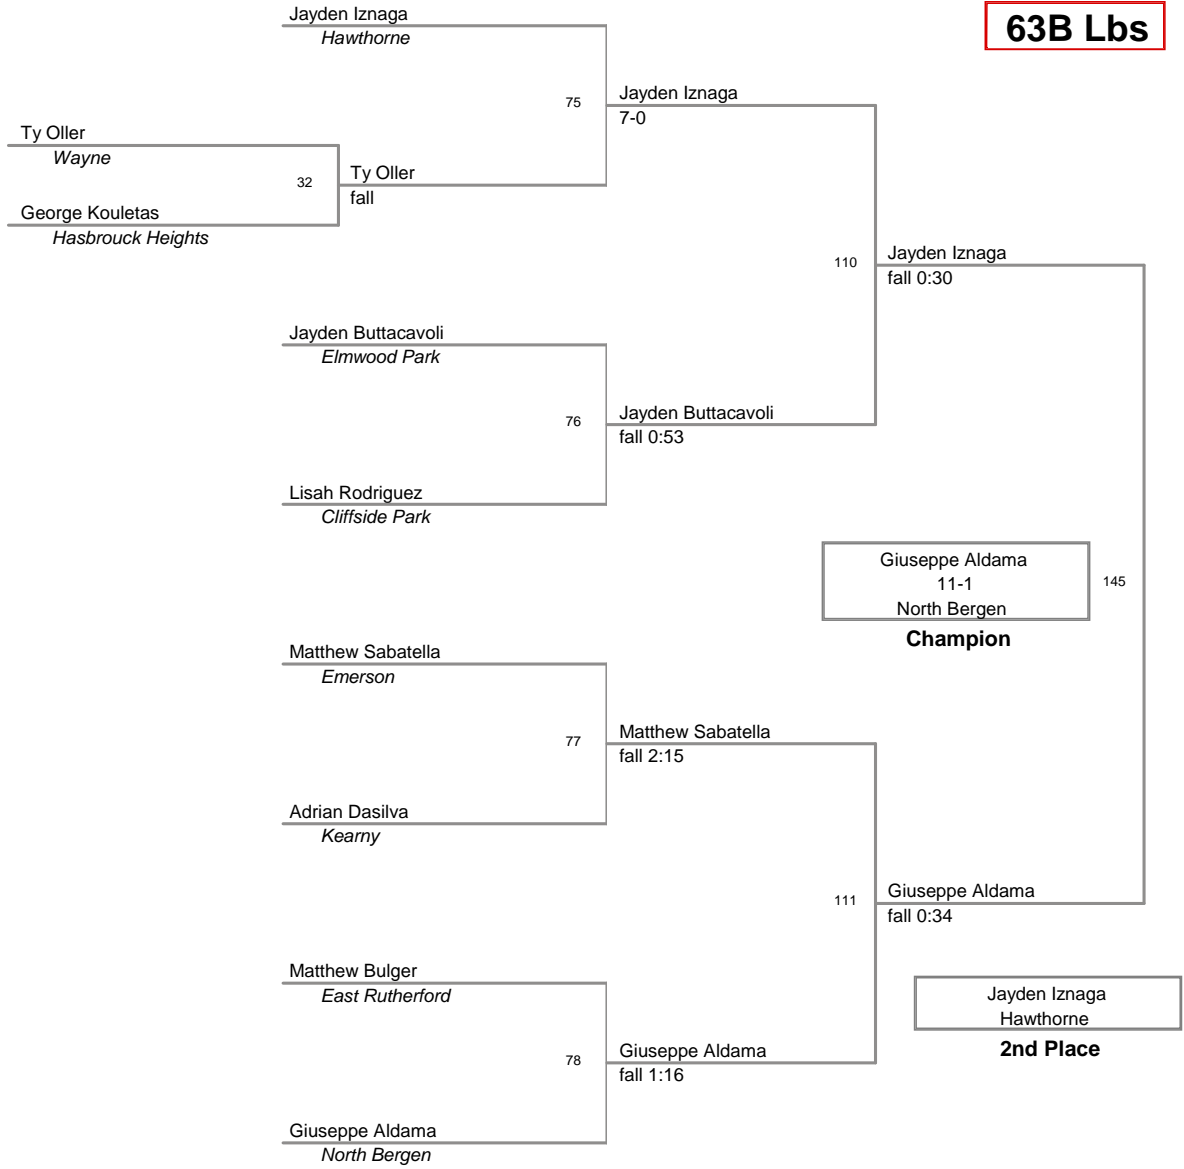 Jayden Iznaga
Hawthorne
63B Lbs
75
Jayden Iznaga
7-0
Ty Oller
Wayne
32
Ty Oller
fall
George Kouletas
Hasbrouck Heights
110
Jayden Iznaga
fall 0:30
Jayden Buttacavoli
Elmwood Park
76
Jayden Buttacavoli
fall 0:53
Lisah Rodriguez
Cliffside Park
Giuseppe Aldama
11-1
North Bergen
Champion
145
Matthew Sabatella
Emerson
77
Matthew Sabatella
fall 2:15
Adrian Dasilva
Kearny
111
Giuseppe Aldama
fall 0:34
Matthew Bulger
East Rutherford
Jayden Iznaga
Hawthorne
2nd Place
78
Giuseppe Aldama
fall 1:16
Giuseppe Aldama
North Bergen